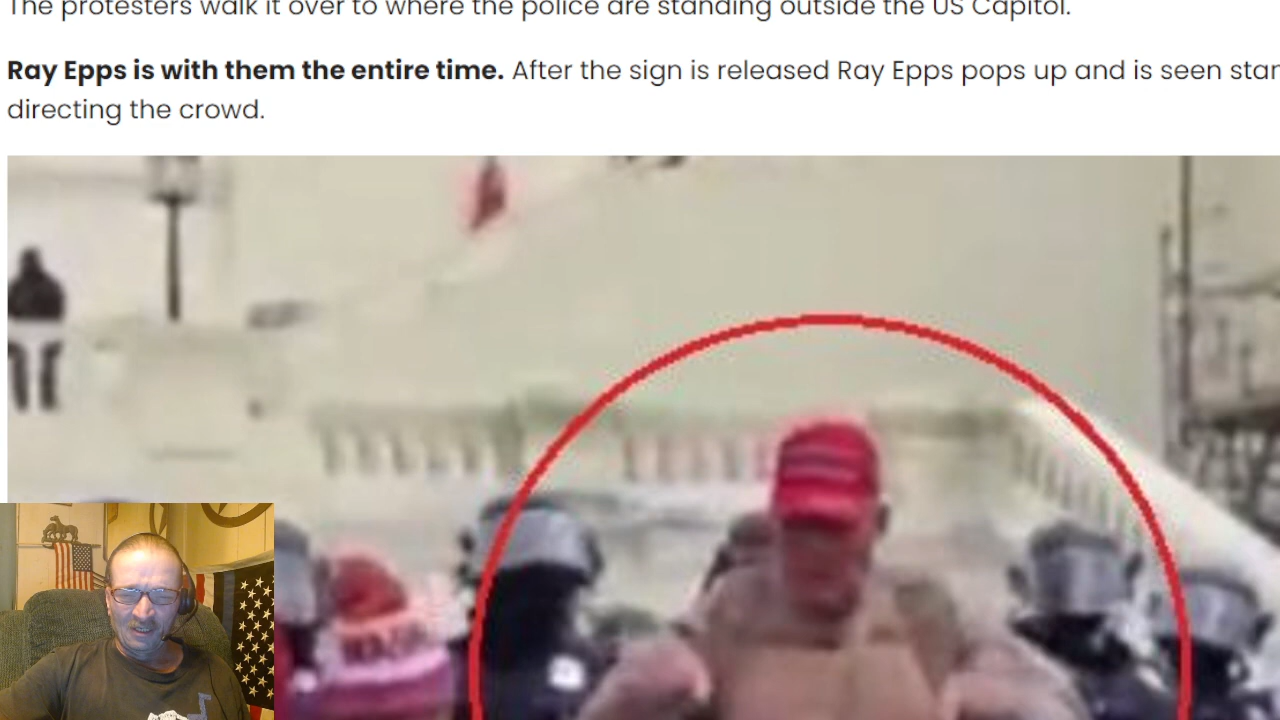 The protesters walk it over to where the police are standing outside the US Capitol.
Ray Epps is with them the entire time. After the sign is released Ray Epps pops up and is seen
directing the crowd.